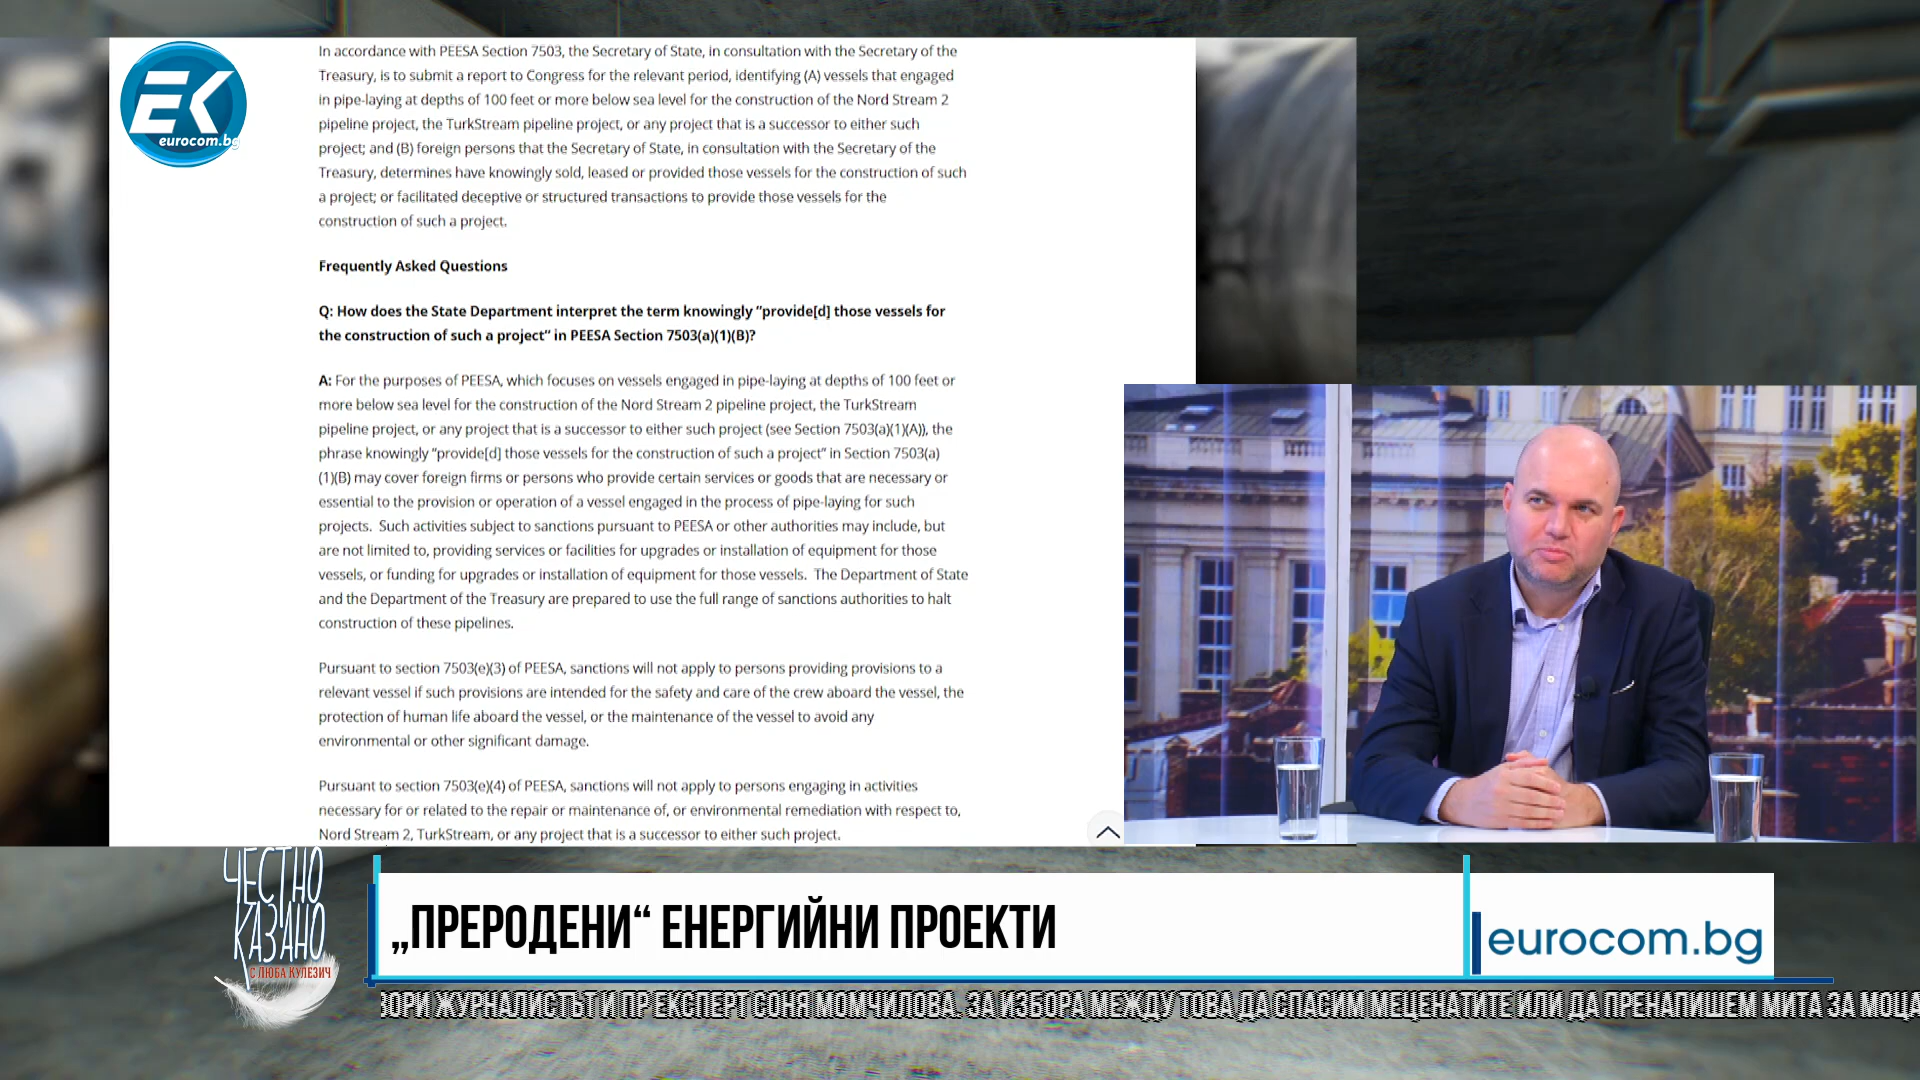 EK
eurocom.bg
In accordance with PEESA Section 7503, the Secretary of State, in consultation with the Secretary of the
Treasury, is to submit a report to Congress for the relevant period, identifying (A) vessels that engaged
in pipe-laying at depths of 100 feet or more below sea level for the construction of the Nord Stream 2
pipeline project, the TurkStream pipeline project, or any project that is a successor to either such
project; and (B) foreign persons that the Secretary of State, in consultation with the Secretary of the
Treasury, determines have knowingly sold, leased or provided those vessels for the construction of such
a project; or facilitated deceptive or structured transactions to provide those vessels for the
construction of such a project.
Frequently Asked Questions
Q: How does the State Department interpret the term knowingly “provide[d] those vessels for
the construction of such a project” in PEESA Section 7503(a)(1)(B)?
A: For the purposes of PEESA, which focuses on vessels engaged in pipe-laying at depths of 100 feet or
more below sea level for the construction of the Nord Stream 2 pipeline project, the TurkStream
pipeline project, or any project that is a successor to either such project (see Section 7503(a)(1)(A)), the
phrase knowingly “provide[d] those vessels for the construction of such a project” in Section 7503(a)
(1)(B) may cover foreign firms or persons who provide certain services or goods that are necessary or
essential to the provision or operation of a vessel engaged in the process of pipe-laying for such
projects.  Such activities subject to sanctions pursuant to PEESA or other authorities may include, but
are not limited to, providing services or facilities for upgrades or installation of equipment for those
vessels, or funding for upgrades or installation of equipment for those vessels.  The Department of State
and the Department of the Treasury are prepared to use the full range of sanctions authorities to halt
construction of these pipelines.
Pursuant to section 7503(e)(3) of PEESA, sanctions will not apply to persons providing provisions to a
relevant vessel if such provisions are intended for the safety and care of the crew aboard the vessel, the
protection of human life aboard the vessel, or the maintenance of the vessel to avoid any
environmental or other significant damage.
Pursuant to section 7503(e)(4) of PEESA, sanctions will not apply to persons engaging in activities
necessary for or related to the repair or maintenance of, or environmental remediation with respect to,
Nord Stream 2, TurkStream, or any project that is a successor to either such project.
ЧЕСТНО
КАЗАНО
С ЛЮБА КУЛЕЗИЧ
„ПРЕРОДЕНИ“ ЕНЕРГИЙНИ ПРОЕКТИ
eurocom.bg
ЗОРИ ЖУРНАЛИСТЪТ И ПР ЕКСПЕРТ СОНЯ МОМЧИЛОВА. ЗА ИЗБОРА МЕЖДУ ТОВА ДА СПАСИМ МЕЦЕНАТИТЕ ИЛИ ДА ПРЕНАПИШЕМ МИТА ЗА МОЦА